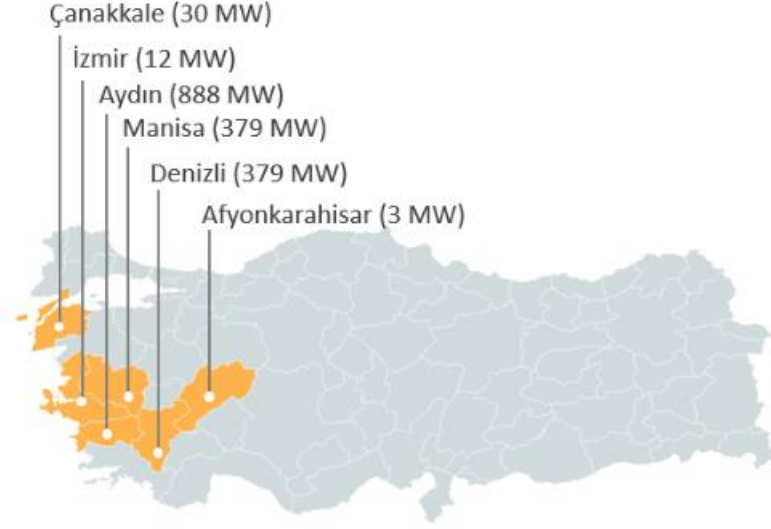 Çanakkale (30 MW)
İzmir (12 MW)
Aydın (888 MW)
Manisa (379 MW)
Denizli (379 MW)
Afyonkarahisar (3 MW)